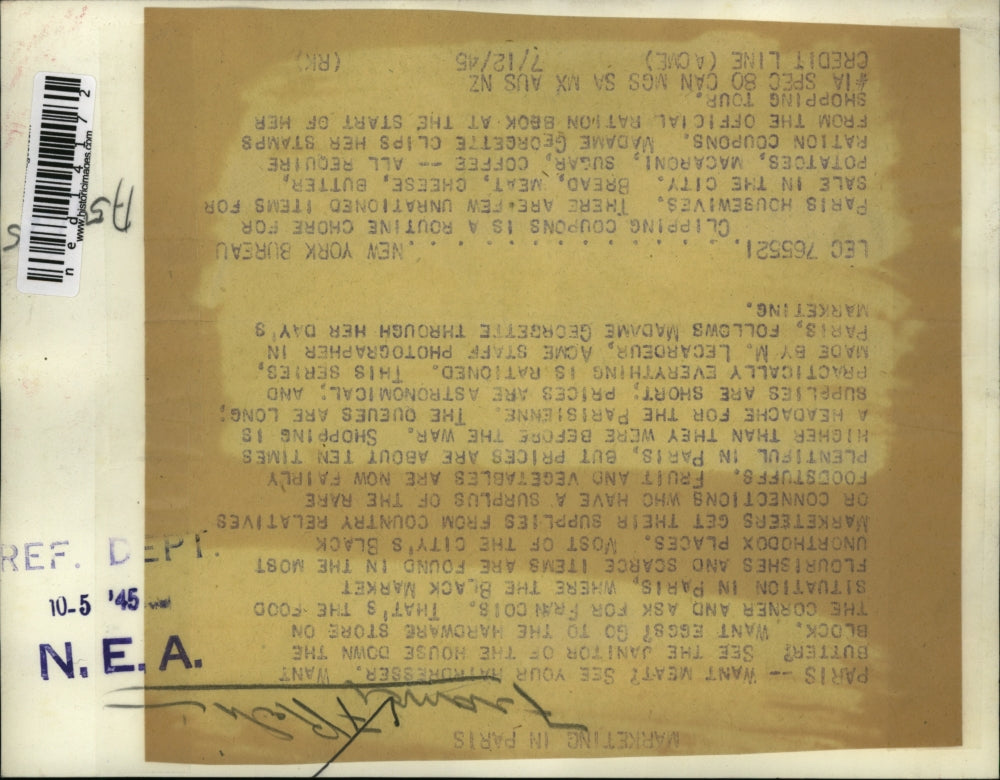 MARKETING IN PARIS
PARIS -- WANT MEAT? SEE YOUR HAIRDRESSER. WANT
BUTTER? SEE THE JANITOR OF THE HOUSE DOWN THE
BLOCK. WANT EGGS? GO TO THE HARDWARE STORE ON
THE CORNER AND ASK FOR FRANCOIS. THAT'S THE FOOD
SITUATION IN PARIS, WHERE THE BLACK MARKET
FLOURISHES AND SCARCE ITEMS ARE FOUND IN THE MOST
UNORTHODOX PLACES. MOST OF THE CITY'S BLACK
MARKETEERS GET THEIR SUPPLIES FROM COUNTRY RELATIVES
OR CONNECTIONS WHO HAVE A SURPLUS OF THE RARE
FOODSTUFFS. FRUIT AND VEGETABLES ARE NOW FAIRLY
PLENTIFUL IN PARIS, BUT PRICES ARE ABOUT TEN TIMES
HIGHER THAN THEY WERE BEFORE THE WAR. SHOPPING IS
A HEADACHE FOR THE PARISIENNE. THE QUEUES ARE LONG;
SUPPLIES ARE SHORT; PRICES ARE ASTRONOMICAL; AND
PRACTICALLY EVERYTHING IS RATIONED. THIS SERIES,
MADE BY M. LECARDEUR, ACME STAFF PHOTOGRAPHER IN
PARIS, FOLLOWS MADAME GEORGETTE THROUGH HER DAY'S
MARKETING.
LEC 765521. . . . . . . . . . . . . . NEW YORK BUREAU
CLIPPING COUPONS IS A ROUTINE CHORE FOR
PARIS HOUSEWIVES. THERE ARE FEW UNRATIONED ITEMS FOR
SALE IN THE CITY. BREAD, MEAT, CHEESE, BUTTER,
POTATOES, MACARONI, SUGAR, COFFEE -- ALL REQUIRE
RATION COUPONS. MADAME GEORGETTE CLIPS HER STAMPS
FROM THE OFFICIAL RATION BOOK AT THE START OF HER
SHOPPING TOUR.
#1A SPEC 80 CAN MGS SA MX AUS NZ
CREDIT LINE (ACME) 7/12/45 (RK)
REF. DEPT.
10-5 '45
N.E.A.
ned14172
www.historicimages.com